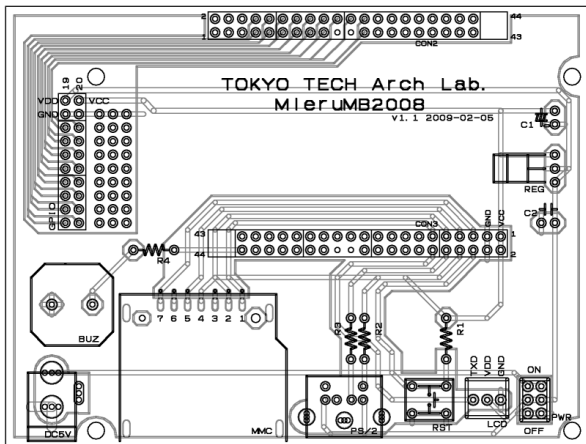 2
44
1
43
CON2
19
20
TOKYO TECH Arch Lab.
MieruMB2008
V1.1 2009-02-05
VDD
VCC
GND
C1
REG
GPIO
C2
43
CON3
GND
VCC
1
44
2
R4
7 6 5 4 3 2 1
R3
R2
R1
BUZ
TXD
VDD
GND
ON
DC5V
MMC
PS/2
RST
LCD
OFF
PWR